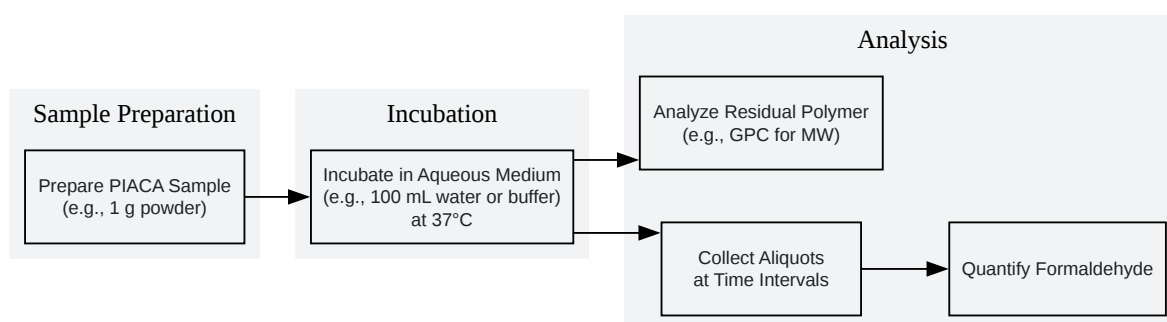 Sample Preparation
Prepare PIACA Sample
(e.g., 1 g powder)
Incubation
Incubate in Aqueous Medium
(e.g., 100 mL water or buffer)
at 37°C
Analysis
Analyze Residual Polymer
(e.g., GPC for MW)
Collect Aliquots
at Time Intervals
Quantify Formaldehyde